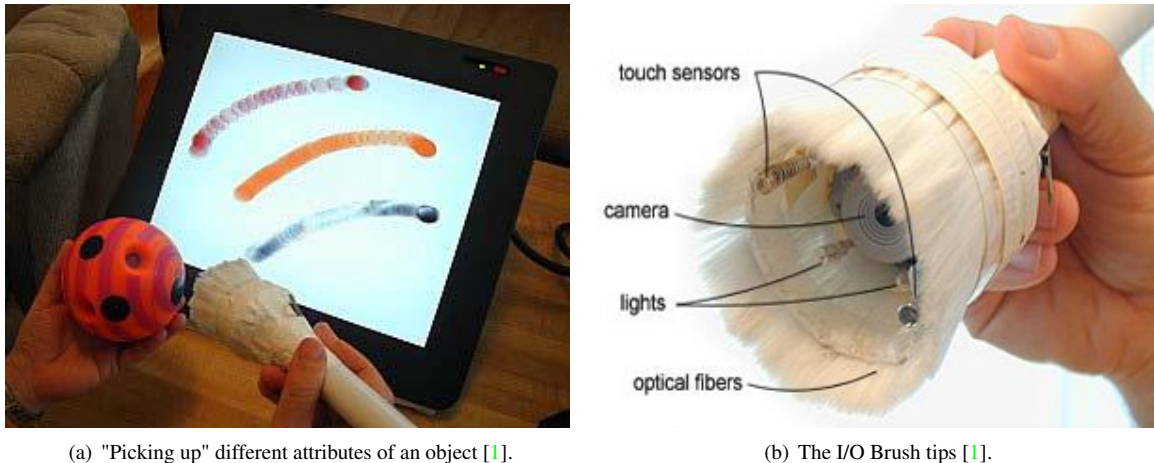 touch sensors
camera
lights
optical fibers
(a) "Picking up" different attributes of an object [1].
(b) The I/O Brush tips [1].